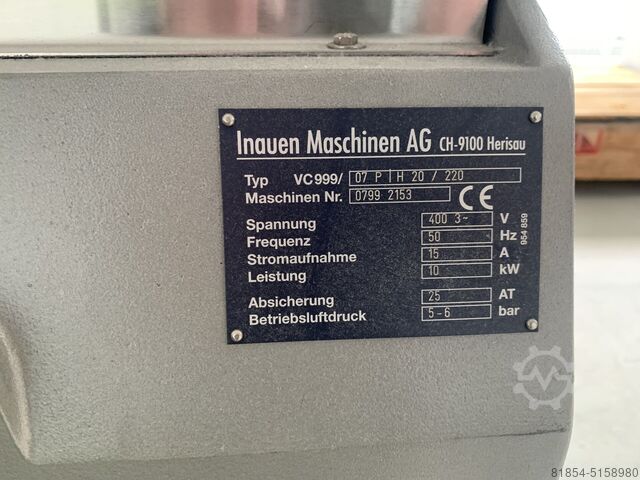 Inauen Maschinen AG CH-9100 Herisau
Typ VC999/ 07 P | H 20 / 220
Maschinen Nr. 0799 2153 CE
Spannung 400 3~ V
Frequenz 50 Hz
Stromaufnahme 15 A
Leistung 10 kW
954 859
Absicherung 25 AT
Betriebsluftdruck 5-6 bar
81854-5158980